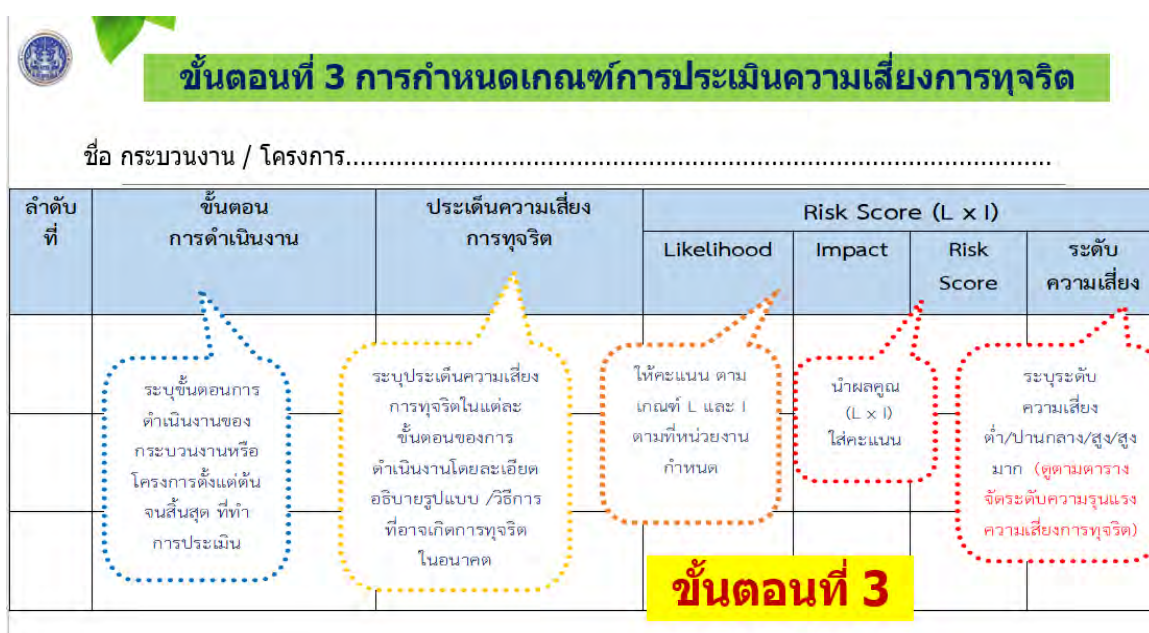 ขั้นตอนที่ 3 การกำหนดเกณฑ์การประเมินความเสี่ยงการทุจริต
ชื่อ กระบวนงาน / โครงการ....................................................................................................
ลำดับ
ที่
ขั้นตอน
การดำเนินงาน
ประเด็นความเสี่ยง
การทุจริต
Risk Score (L x I)
Likelihood
Impact
Risk
Score
ระดับ
ความเสี่ยง
ระบุขั้นตอนการ
ดำเนินงานของ
กระบวนงานหรือ
โครงการตั้งแต่ต้น
จนสิ้นสุด ที่ทำ
การประเมิน
ระบุประเด็นความเสี่ยง
การทุจริตในแต่ละ
ขั้นตอนของการ
ดำเนินงานโดยละเอียด
อธิบายรูปแบบ /วิธีการ
ที่อาจเกิดการทุจริต
ในอนาคต
ให้คะแนน ตาม
เกณฑ์ L และ I
ตามที่หน่วยงาน
กำหนด
นำผลคูณ
(L x I)
ใส่คะแนน
ระบุระดับ
ความเสี่ยง
ต่ำ/ปานกลาง/สูง/สูง
มาก (ดูตามตาราง
จัดระดับความรุนแรง
ความเสี่ยงการทุจริต)
ขั้นตอนที่ 3